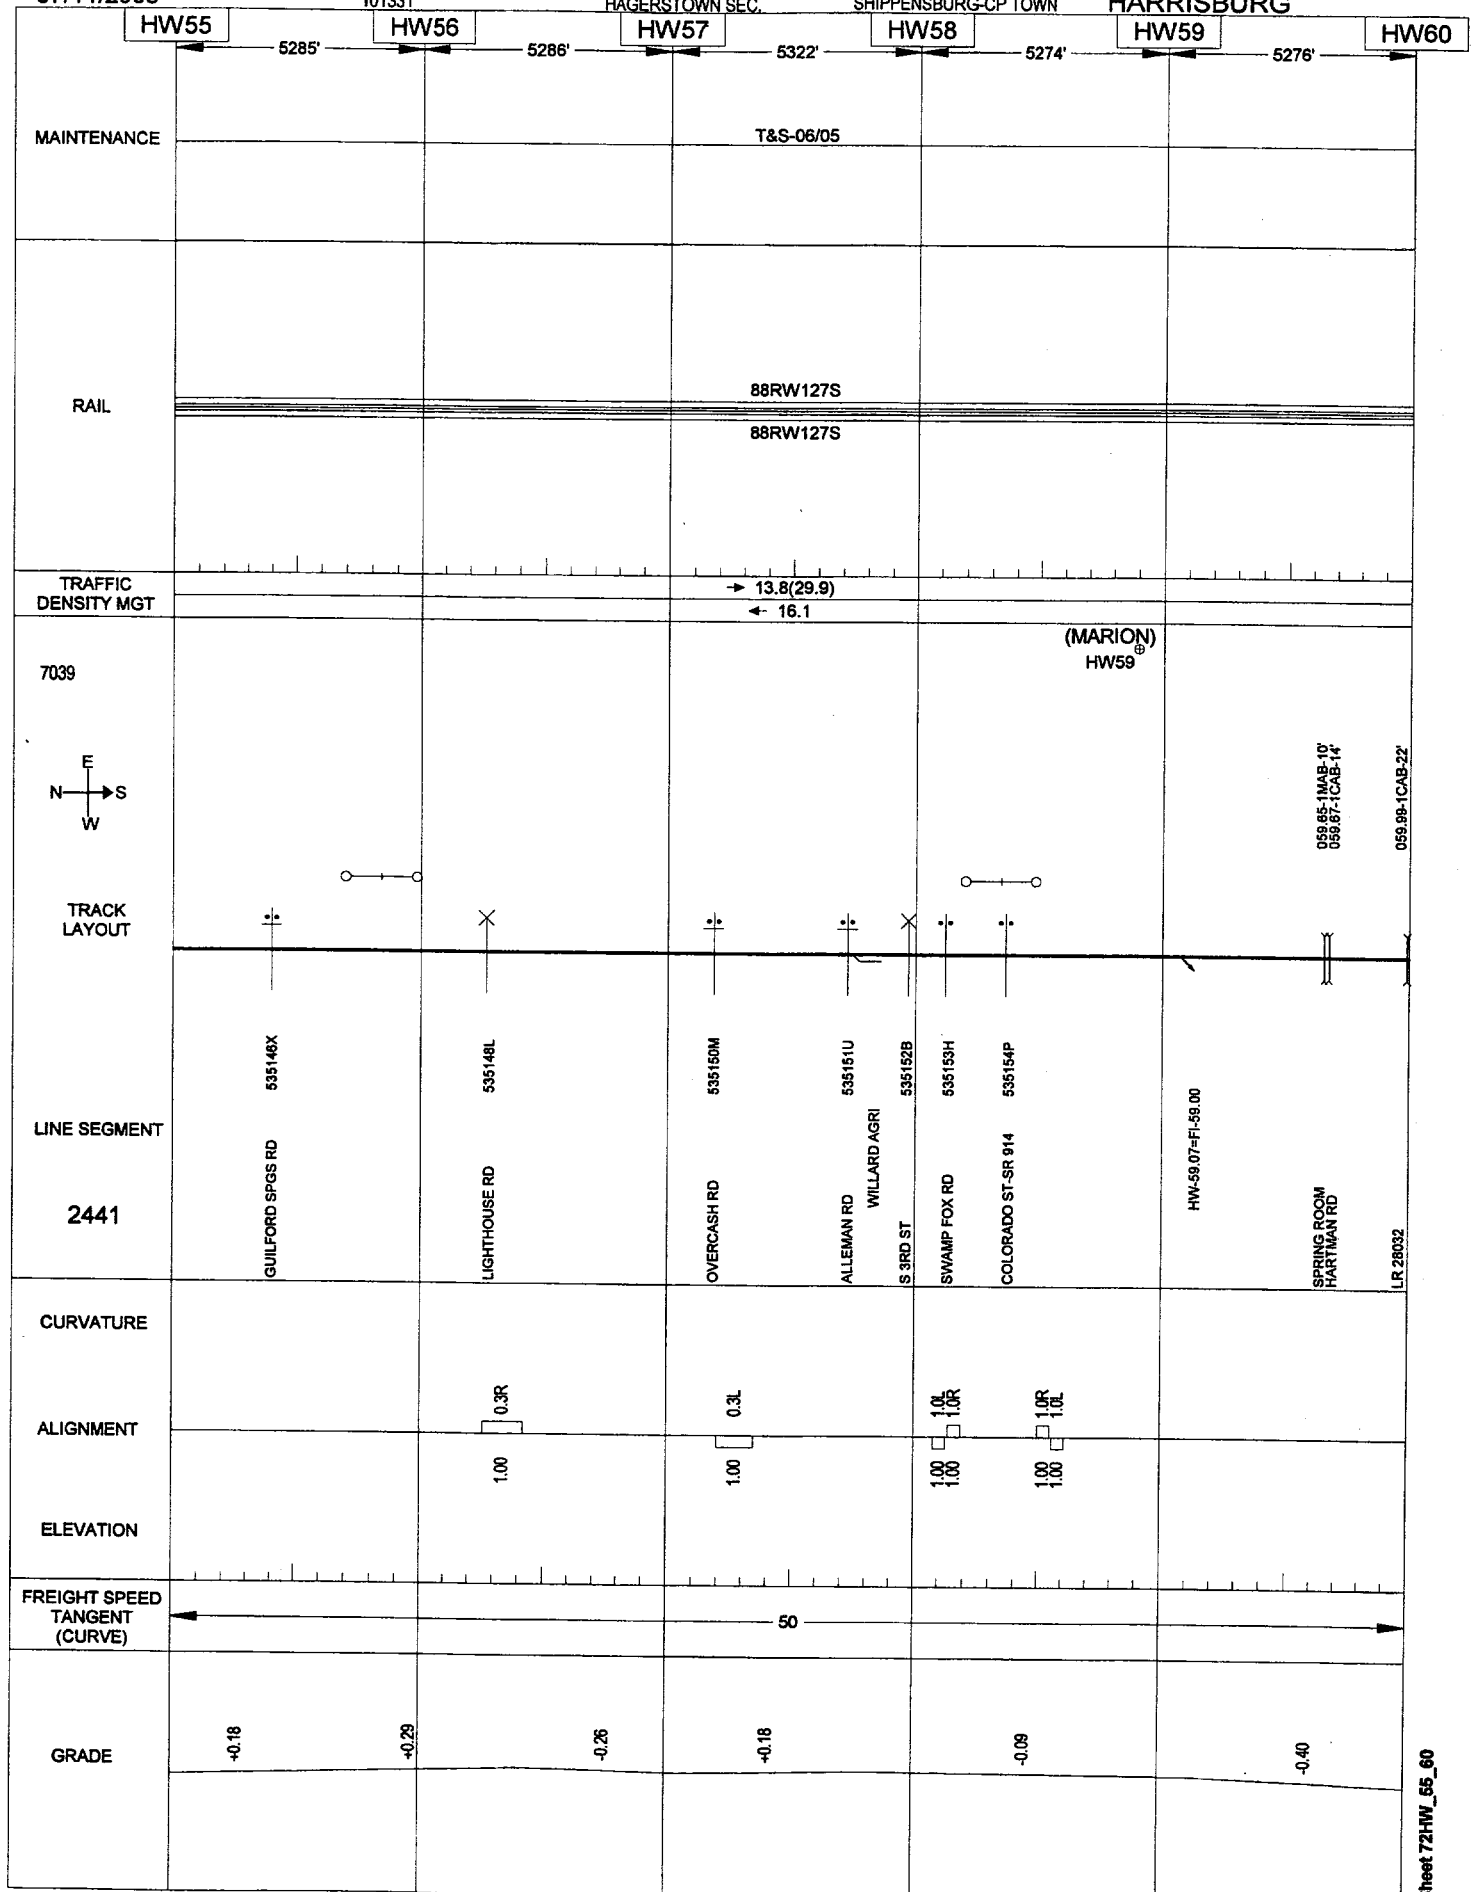 HAGERSTOWN SEC. SHIPPENSBURG-CP TOWN HARRISBURG
HW55 HW56 HW57 HW58 HW59 HW60
5285' 5286' 5322' 5274' 5276'
MAINTENANCE
T&S-06/05
RAIL
88RW127S
88RW127S
TRAFFIC
DENSITY MGT
13.8(29.9)
16.1
(MARION)
HW59
7039
E
N S
W
059.65-1MAB-10'
059.67-1CAB-14'
059.99-1CAB-22'
TRACK
LAYOUT
535146X
535148L
535150M
535151U
535152B
535153H
535154P
LINE SEGMENT
2441
GUILFORD SPGS RD
LIGHTHOUSE RD
OVERCASH RD
ALLEMAN RD
WILLARD AGRI
S 3RD ST
SWAMP FOX RD
COLORADO ST-SR 914
HW-59.07=FI-59.00
SPRING ROOM
HARTMAN RD
LR 28032
CURVATURE
ALIGNMENT
0.3R
0.3L
1.0L
1.0R
1.0R
1.0L
1.00
1.00
1.00
1.00
1.00
1.00
ELEVATION
FREIGHT SPEED
TANGENT
(CURVE)
50
GRADE
+0.18
+0.29
-0.26
+0.18
-0.09
-0.40
72HW_55_60